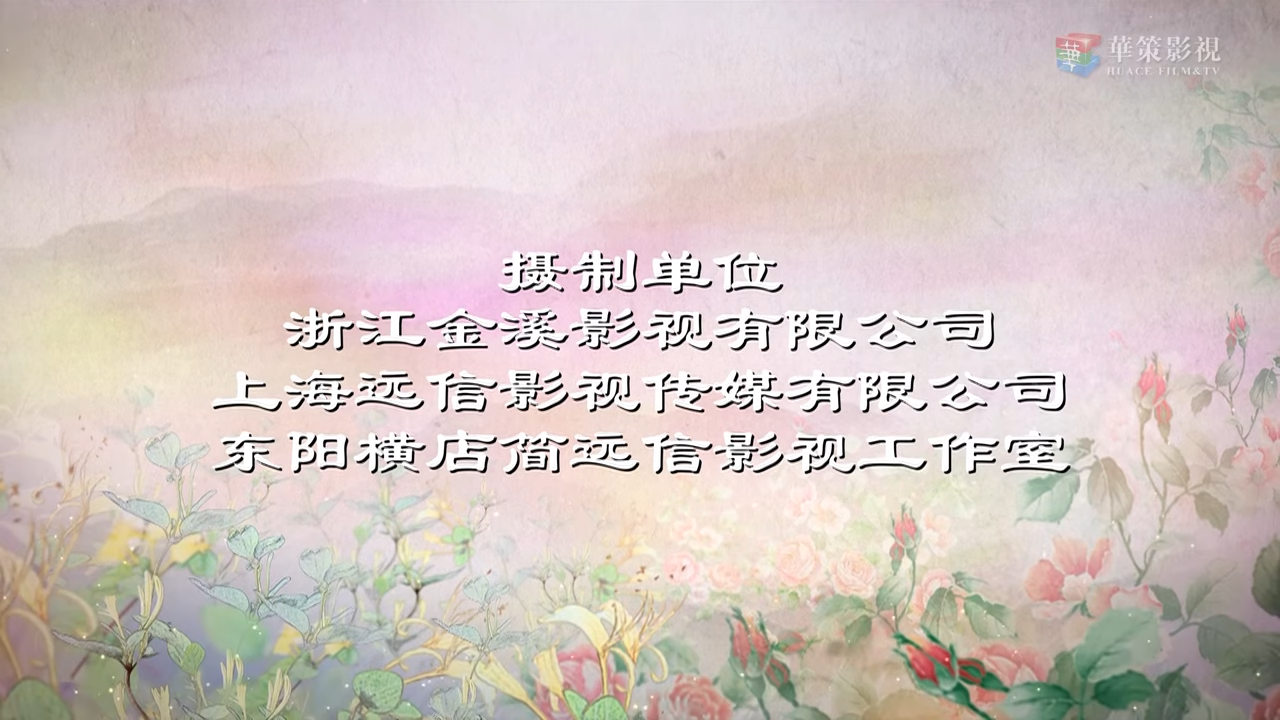 華策影視
HUACE FILM&TV
摄制单位
浙江金溪影视有限公司
上海远信影视传媒有限公司
东阳横店简远信影视工作室